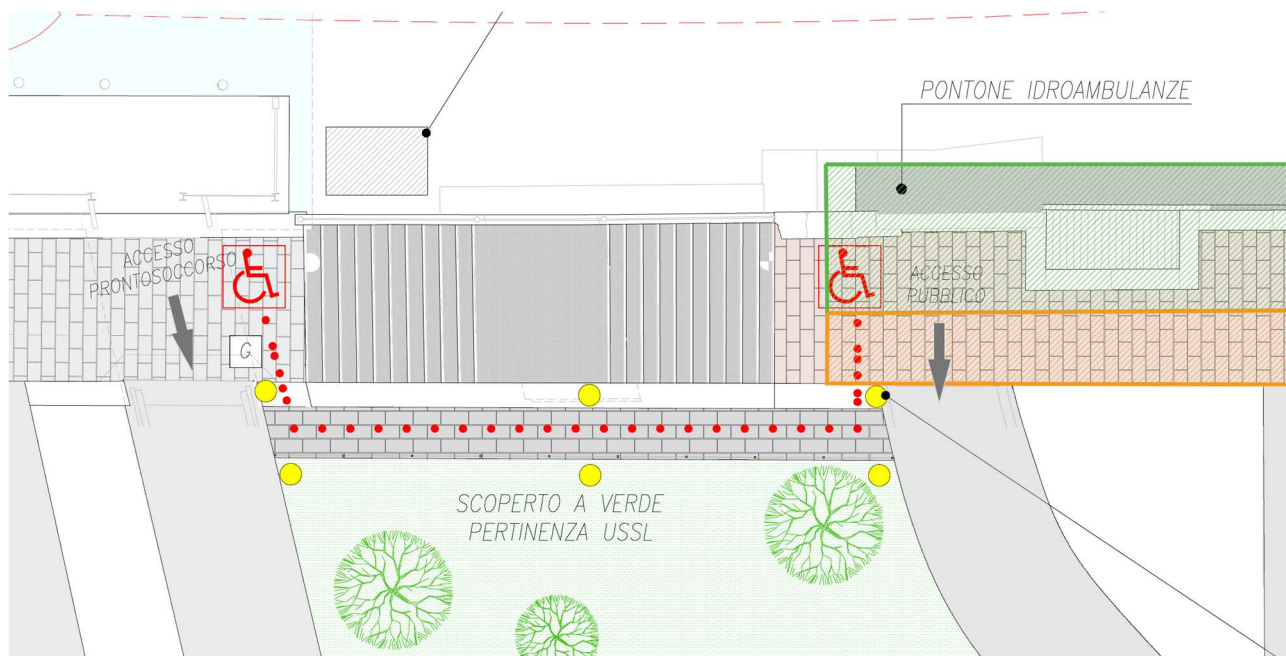 PONTONE IDROAMBULANZE
ACCESSO
PRONTOSOCCORSO
ACCESSO
PUBBLICO
G
SCOPERTO A VERDE
PERTINENZA USSL